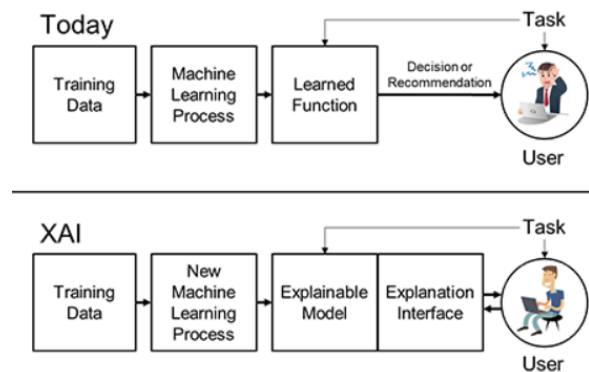 Today
Task
Training
Data
Machine
Learning
Process
Learned
Function
Decision or
Recommendation
User
XAI
Task
Training
Data
New
Machine
Learning
Process
Explainable
Model
Explanation
Interface
User